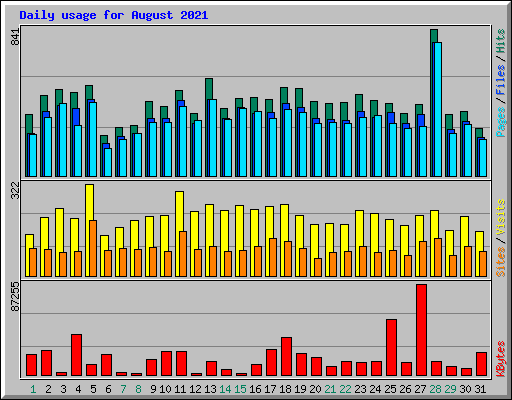 Daily usage for August 2021
841
Pages / Files / Hits
322
Sites / Visits
87255
KBytes
1 2 3 4 5 6 7 8 9 10 11 12 13 14 15 16 17 18 19 20 21 22 23 24 25 26 27 28 29 30 31